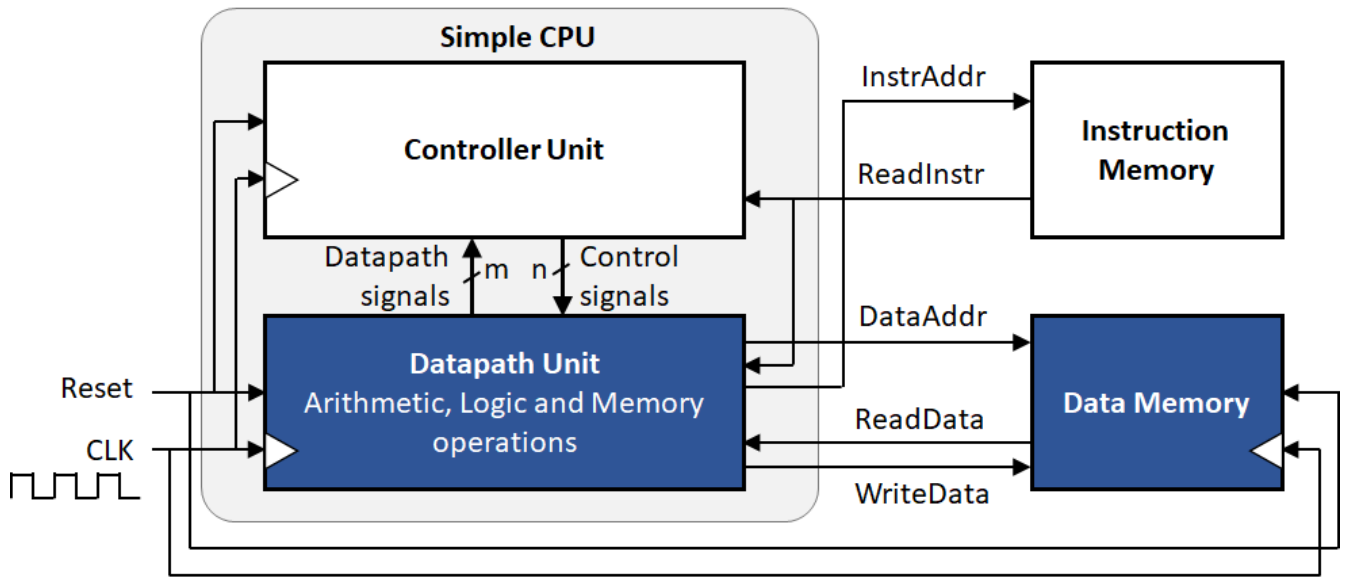 Simple CPU
Controller Unit
InstrAddr
Instruction
Memory
ReadInstr
Datapath
signals
m
n
Control
signals
Datapath Unit
Arithmetic, Logic and Memory
operations
DataAddr
Data Memory
ReadData
WriteData
Reset
CLK